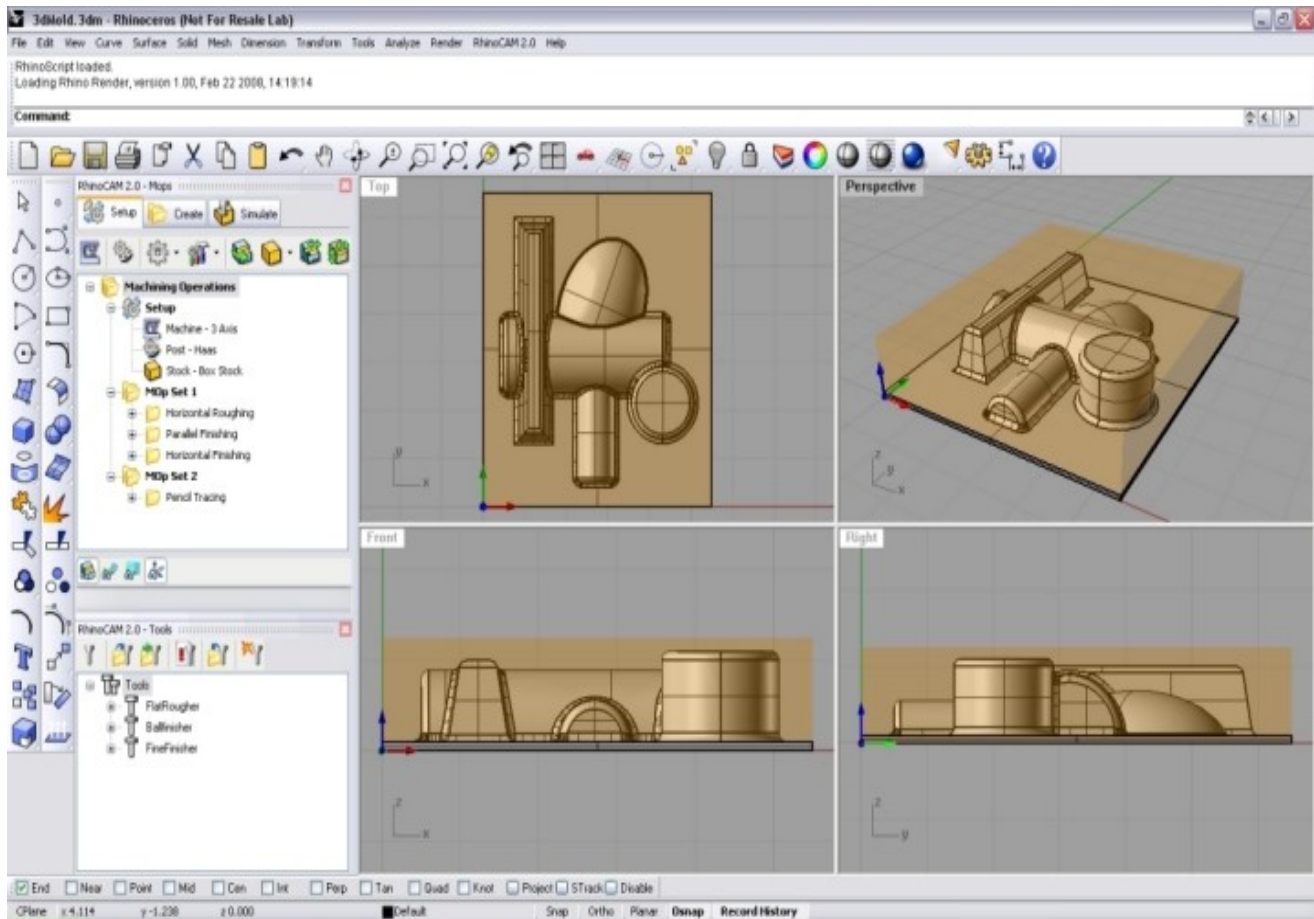 3dMold.3dm - Rhinoceros (Not For Resale Lab)
File Edit View Curve Surface Solid Mesh Dimension Transform Tools Analyze Render RhinoCAM 2.0 Help
RhinoScript loaded.
Loading Rhino Render, version 1.00, Feb 22 2008, 14:19:14
Command:
RhinoCAM 2.0 - Mops
Setup Create Simulate
Machining Operations
Setup
Machine - 3 Axis
Post - Haas
Stock - Box Stock
MOp Set 1
Horizontal Roughing
Parallel Finishing
Horizontal Finishing
MOp Set 2
Pencil Tracing
RhinoCAM 2.0 - Tools
Tools
FlatRougher
Ballfinisher
FineFinisher
Top
y
x
Perspective
z
y
x
Front
z
x
Right
z
y
End Near Point Mid Cen Int Perp Tan Quad Knot Project STrack Disable
CPlane x 4.114 y -1.238 z 0.000 Default Snap Ortho Planar Osnap Record History